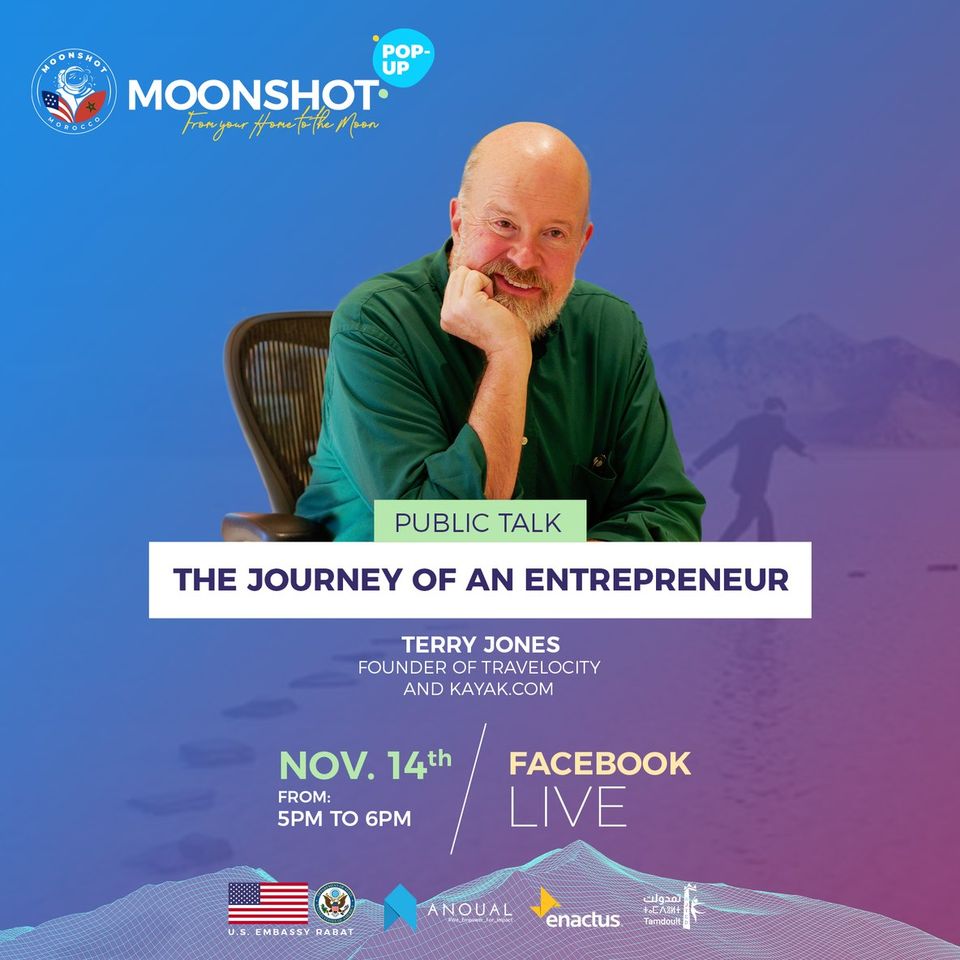 MOONSHOT
MOROCCO
MOONSHOT
POP-
UP
From your Home to the Moon
PUBLIC TALK
THE JOURNEY OF AN ENTREPRENEUR
TERRY JONES
FOUNDER OF TRAVELOCITY
AND KAYAK.COM
NOV. 14th
FROM:
5PM TO 6PM
FACEBOOK
LIVE
U.S. EMBASSY RABAT
ANOUAL
enactus
تمدولت
Tamdoult